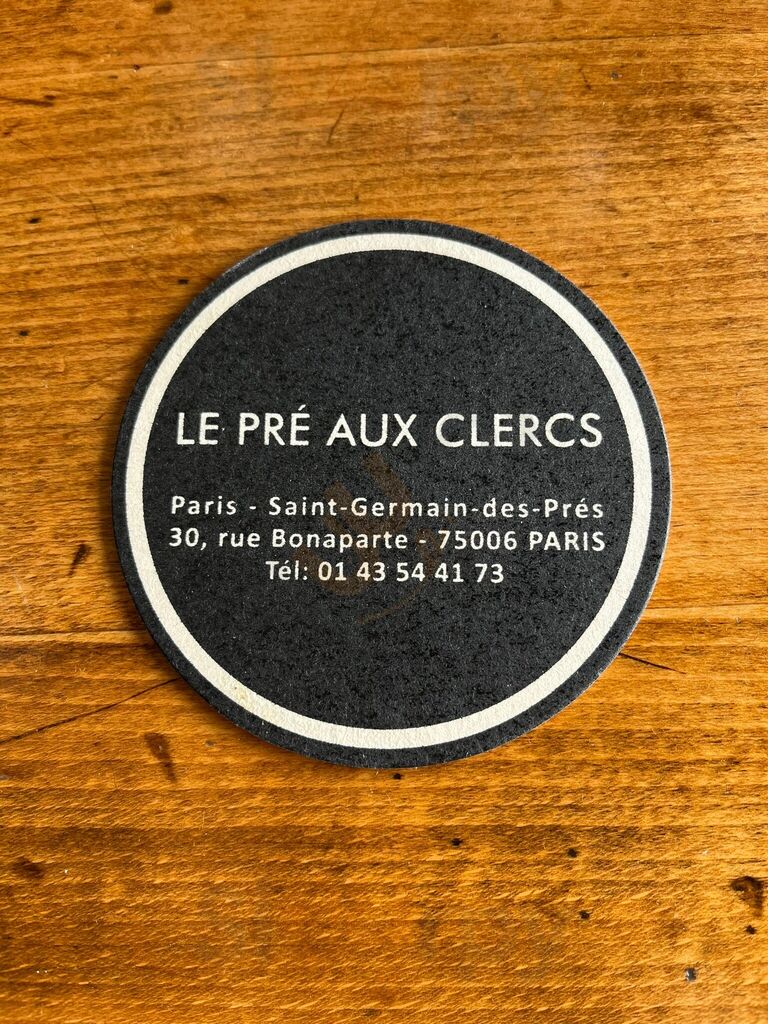 LE PRÉ AUX CLERCS
Paris - Saint-Germain-des-Prés
30, rue Bonaparte - 75006 PARIS
Tél: 01 43 54 41 73